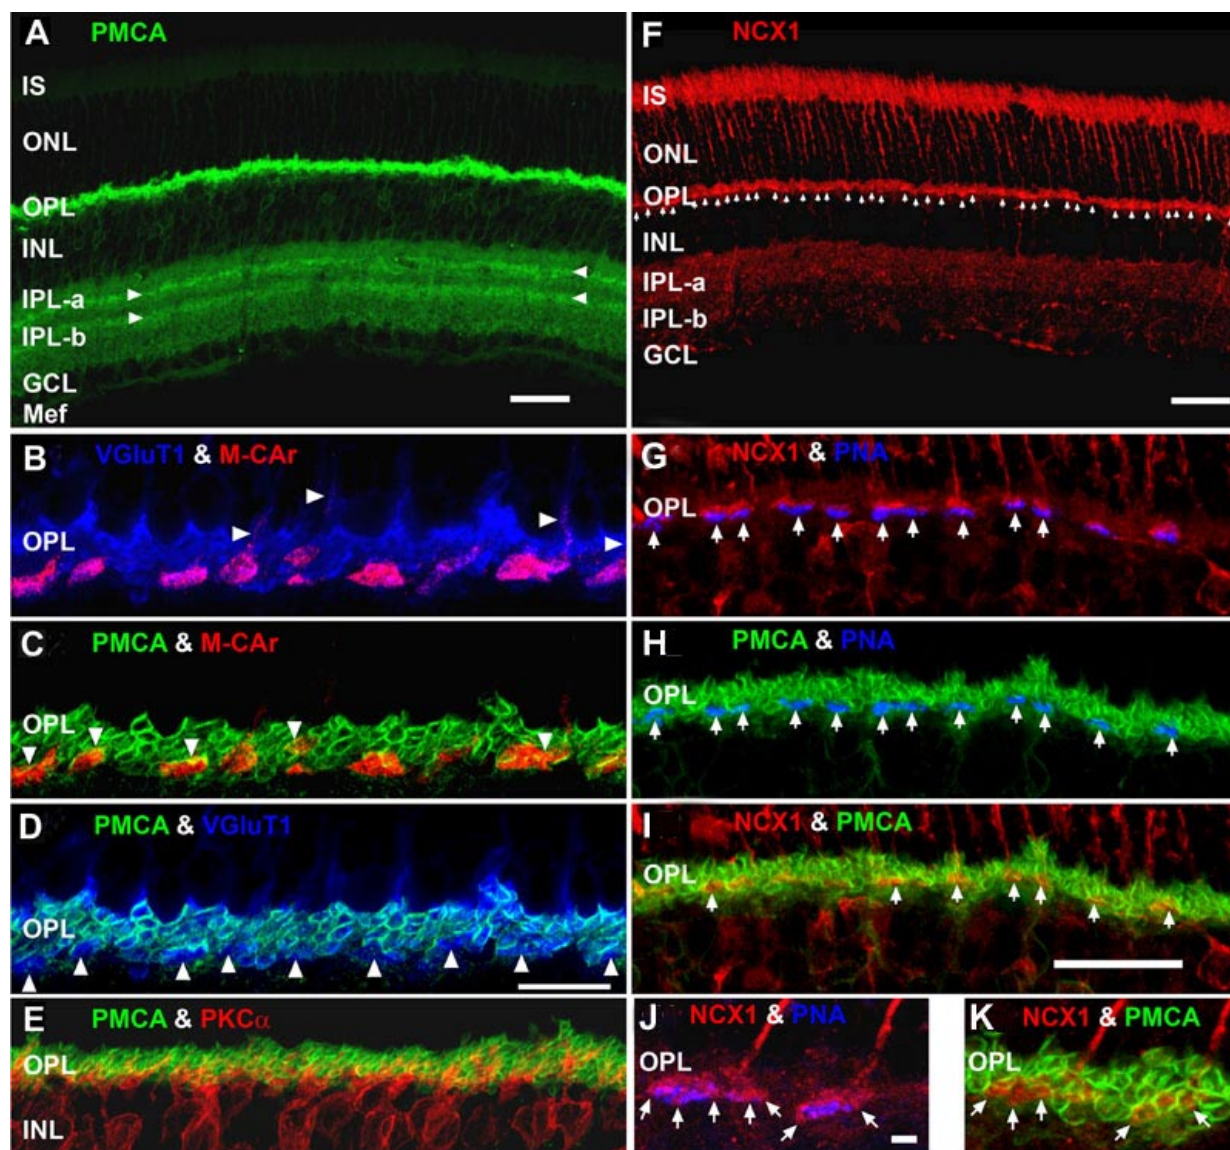 A
PMCA
IS
ONL
OPL
INL
IPL-a
IPL-b
GCL
Mef
B
VGluT1 & M-CAr
OPL
C
PMCA & M-CAr
OPL
D
PMCA & VGluT1
OPL
E
PMCA & PKCα
OPL
INL
F
NCX1
IS
ONL
OPL
INL
IPL-a
IPL-b
GCL
G
NCX1 & PNA
OPL
H
PMCA & PNA
OPL
I
NCX1 & PMCA
OPL
J
NCX1 & PNA
OPL
K
NCX1 & PMCA
OPL